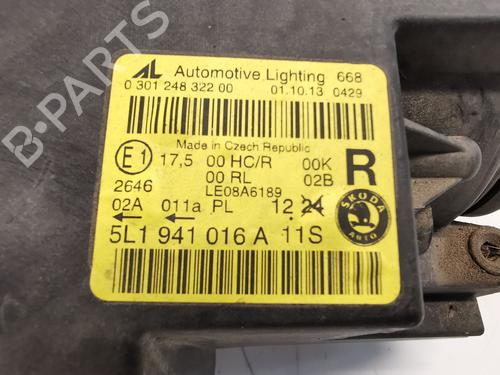 AL Automotive Lighting 668
0 301 248 322 00 01.10.13 0429
Made in Czech Republic
E1 17,5 00 HC/R 00K R
00 RL 02B
2646 LE08A6189
02A 011a PL 12 24
5L1 941 016 A 11S
ŠKODA
AUTO
B-PARTS